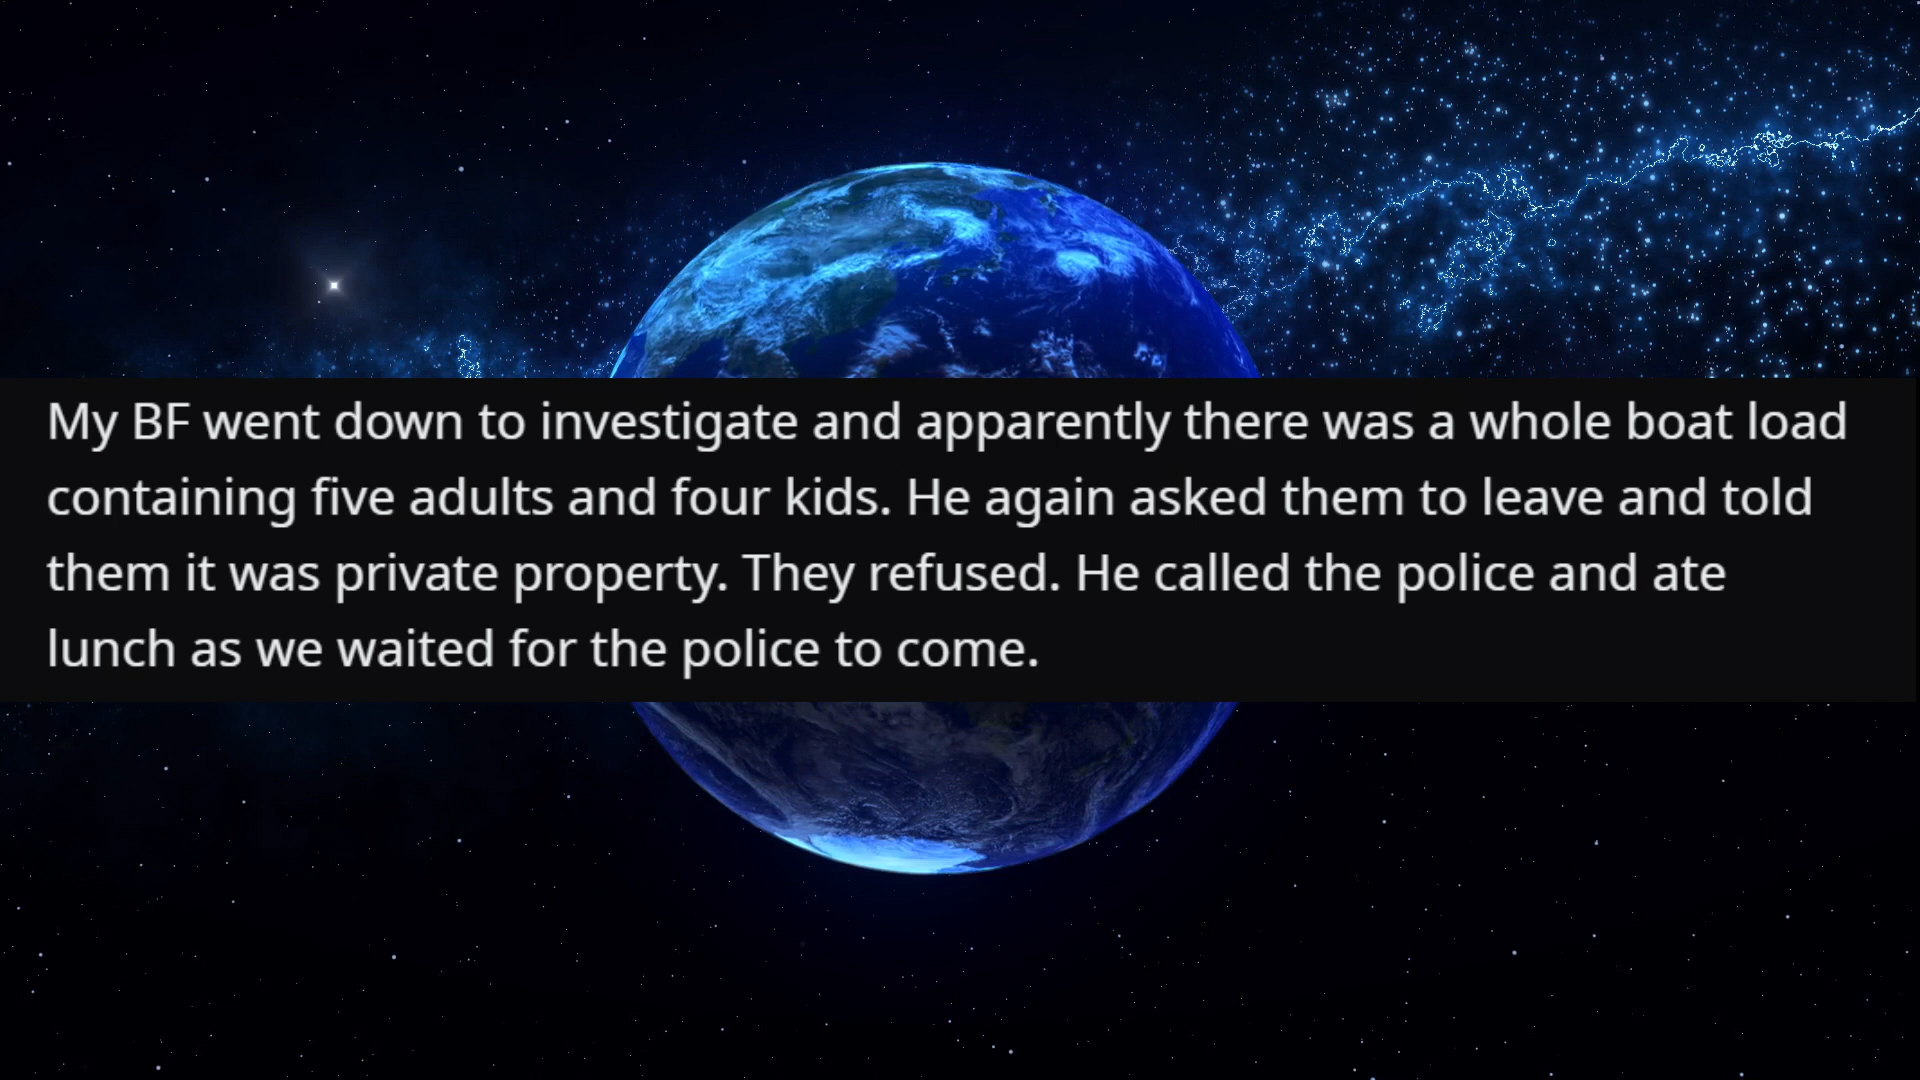 My BF went down to investigate and apparently there was a whole boat load
containing five adults and four kids. He again asked them to leave and told
them it was private property. They refused. He called the police and ate
lunch as we waited for the police to come.